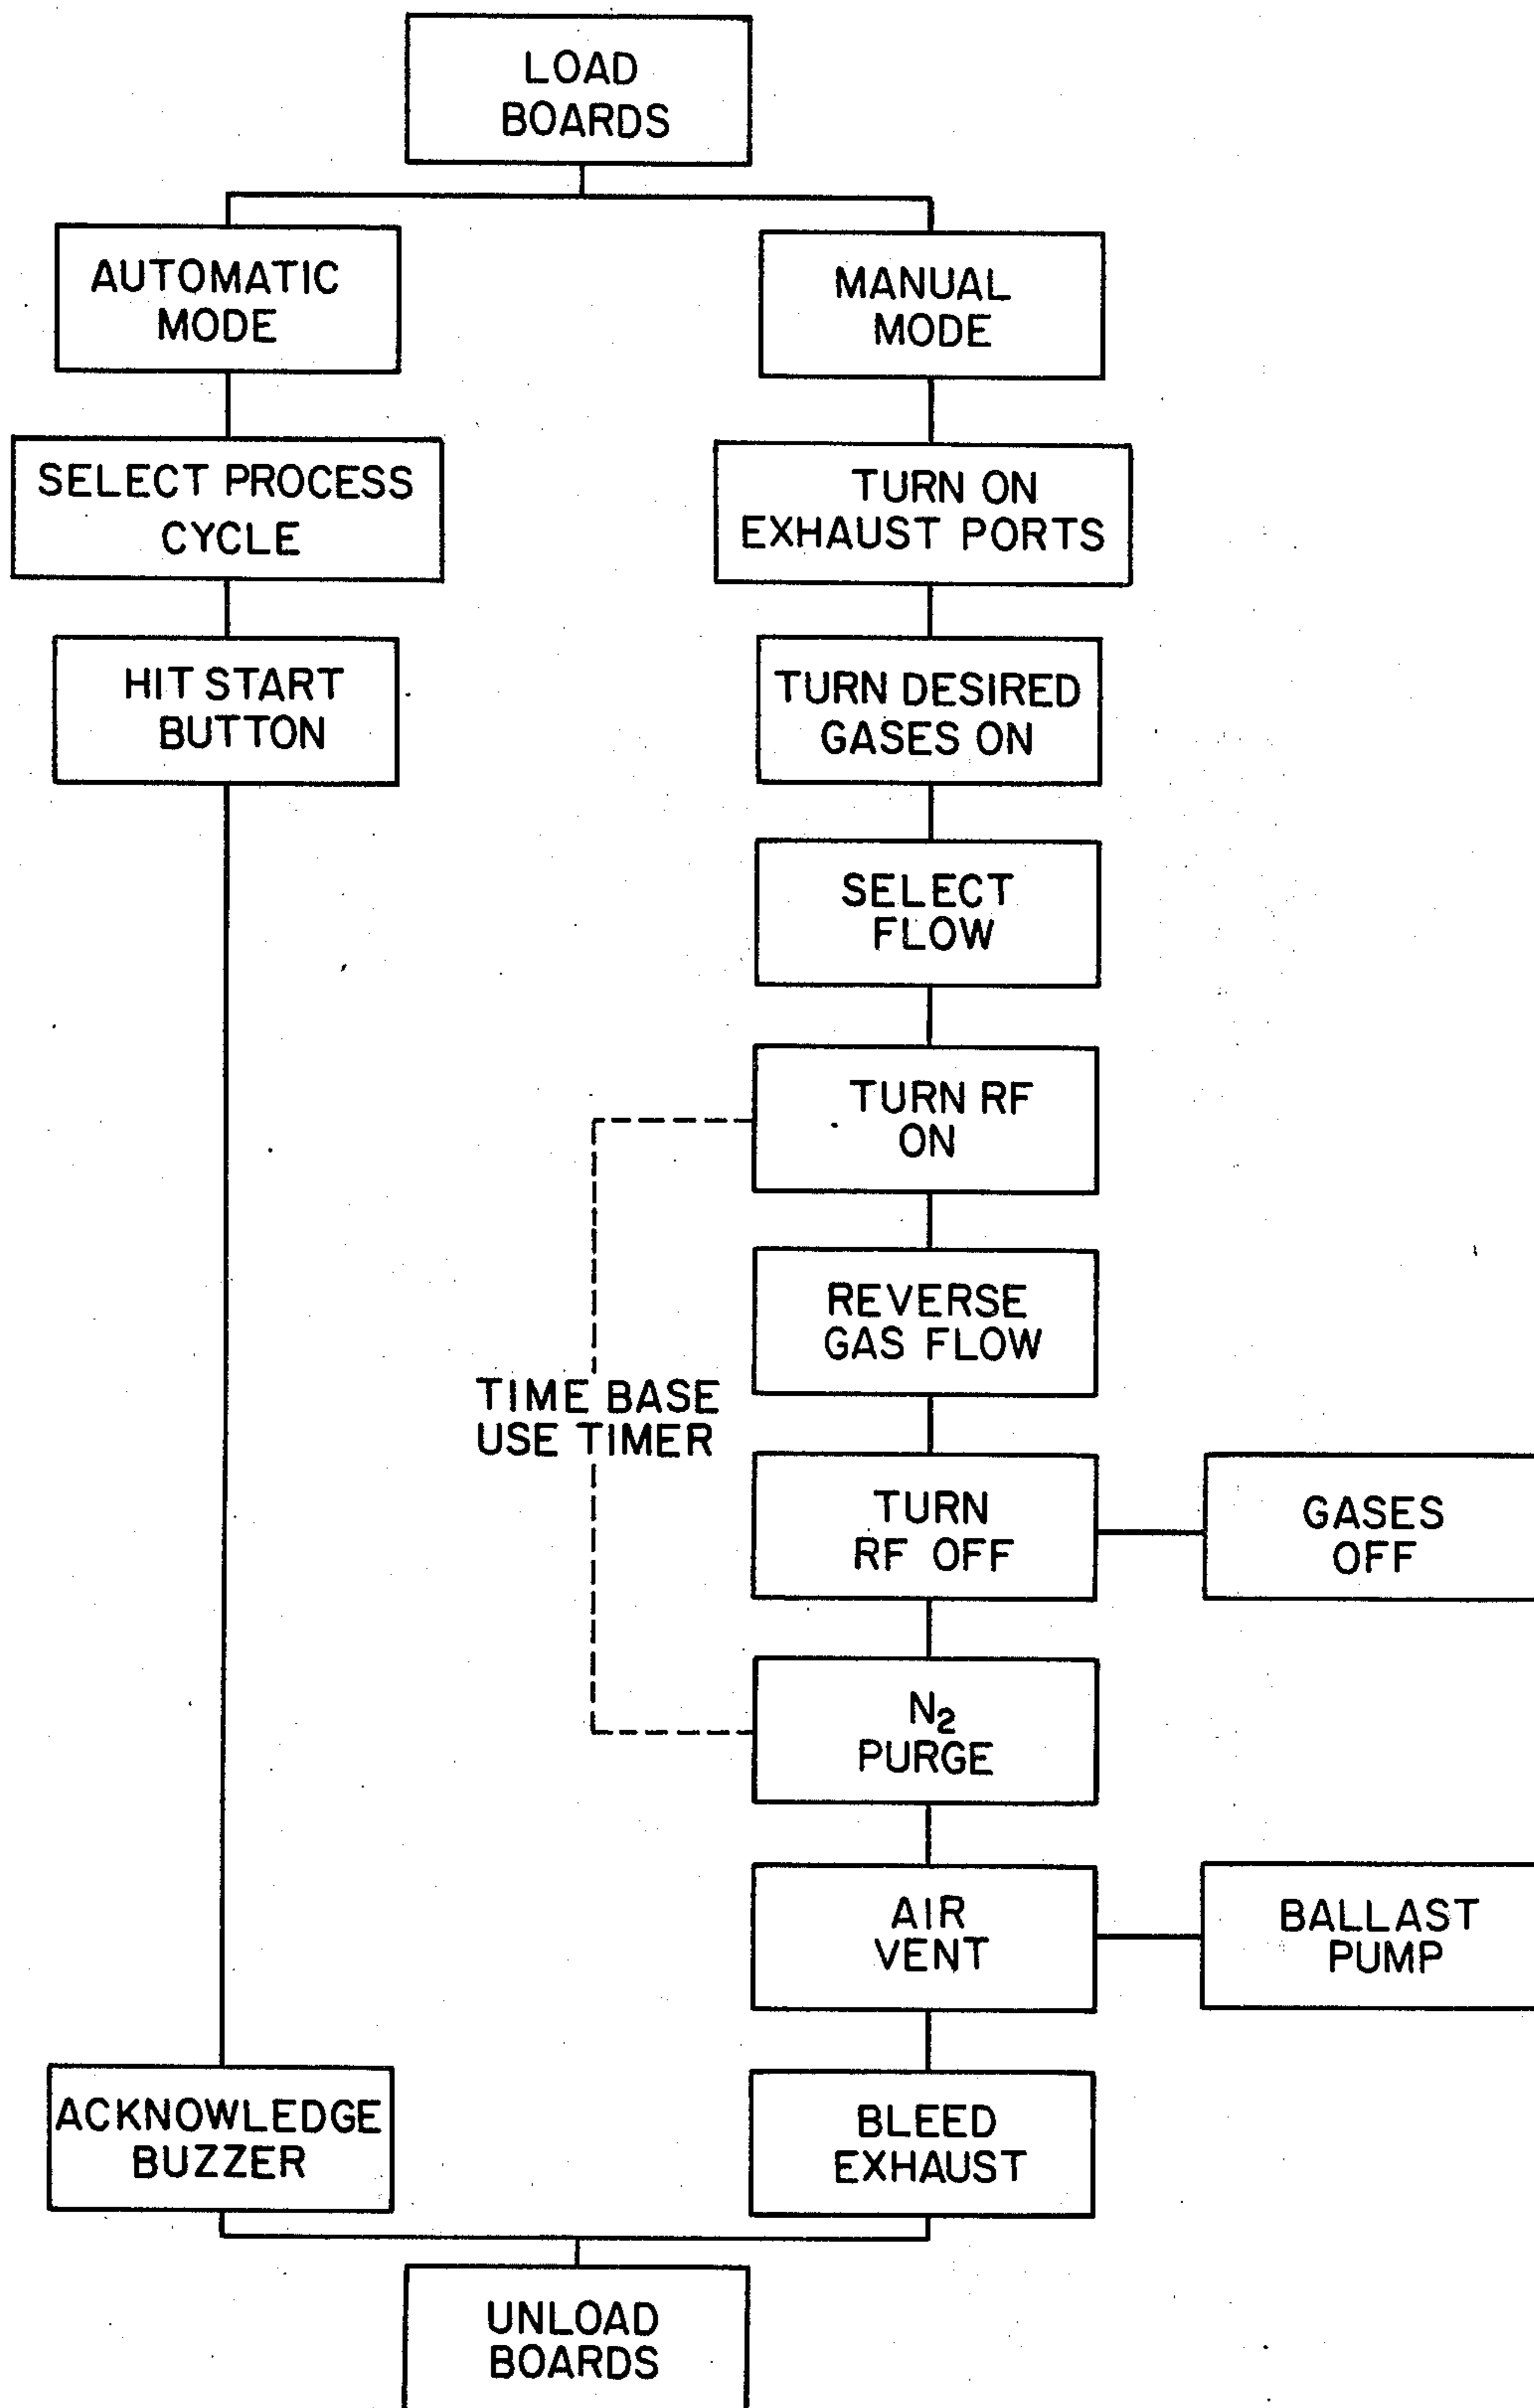 LOAD
BOARDS
AUTOMATIC
MODE
MANUAL
MODE
SELECT PROCESS
CYCLE
TURN ON
EXHAUST PORTS
HIT START
BUTTON
TURN DESIRED
GASES ON
SELECT
FLOW
TURN RF
ON
REVERSE
GAS FLOW
TIME BASE
USE TIMER
TURN
RF OFF
GASES
OFF
N₂
PURGE
AIR
VENT
BALLAST
PUMP
ACKNOWLEDGE
BUZZER
BLEED
EXHAUST
UNLOAD
BOARDS